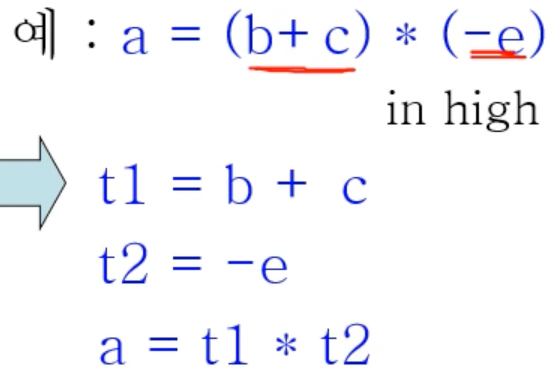 예 : a = (b+ c) * (-e)
in high
t1 = b + c
t2 = -e
a = t1 * t2